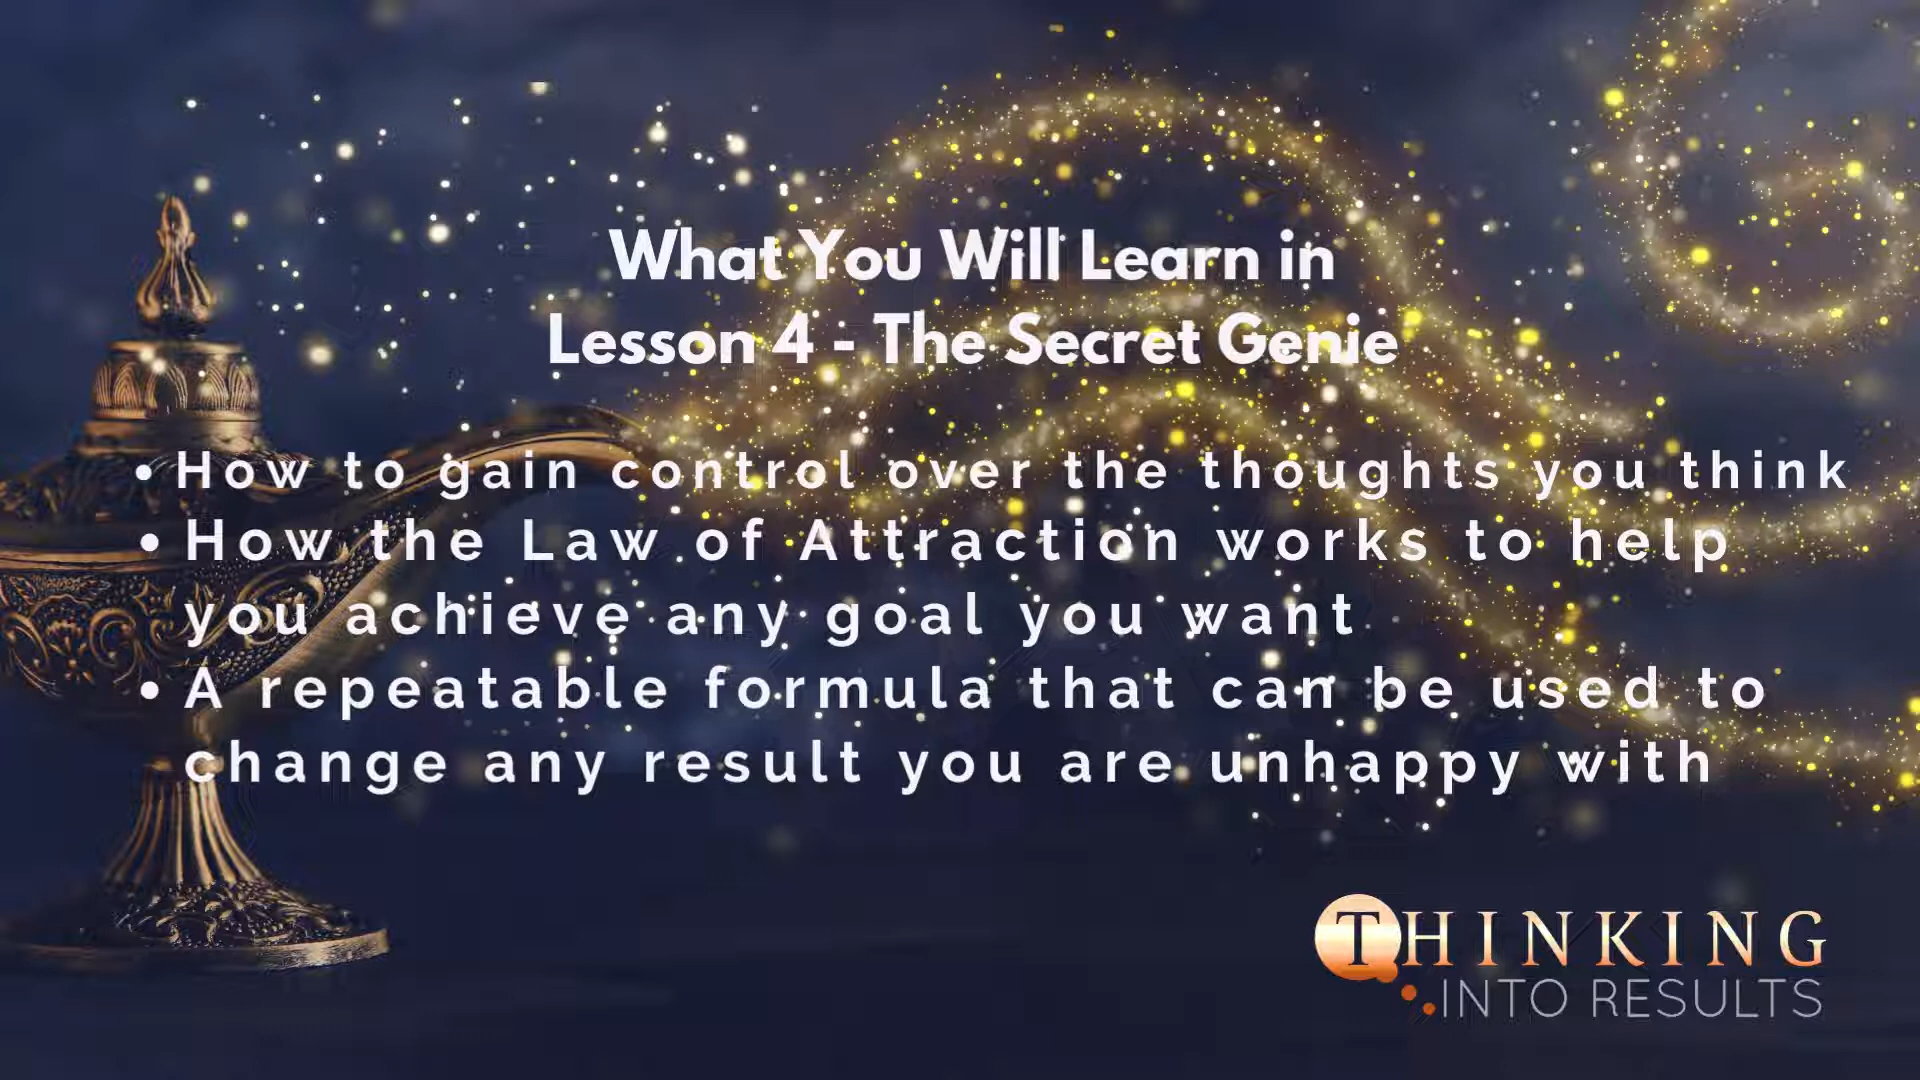 What You Will Learn in
Lesson 4 - The Secret Genie
• How to gain control over the thoughts you think
• How the Law of Attraction works to help
you achieve any goal you want
• A repeatable formula that can be used to
change any result you are unhappy with
THINKING
INTO RESULTS